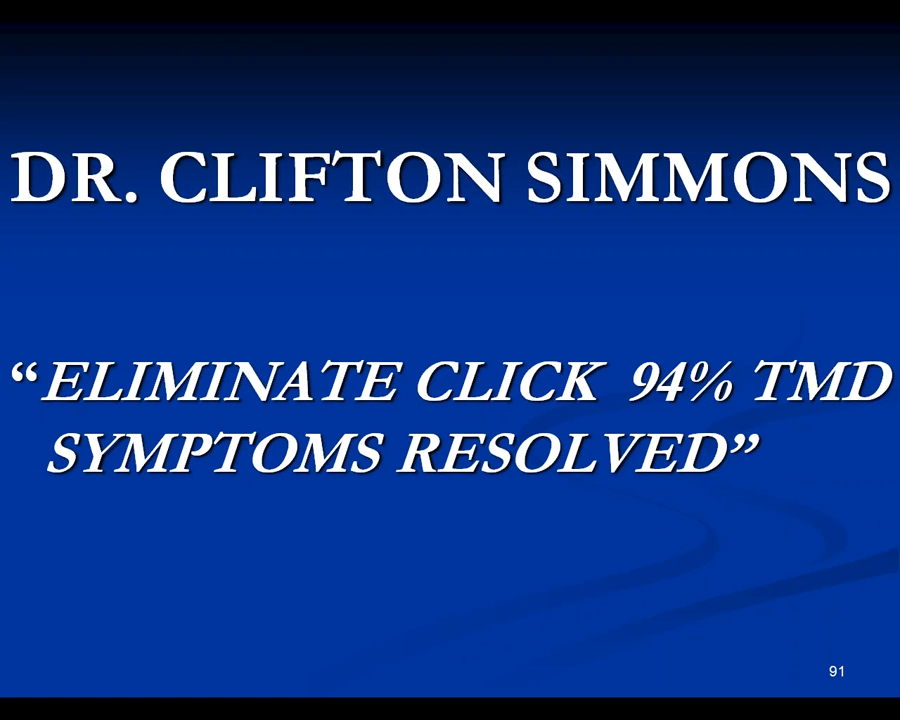 DR. CLIFTON SIMMONS
“ELIMINATE CLICK 94% TMD
SYMPTOMS RESOLVED”
91